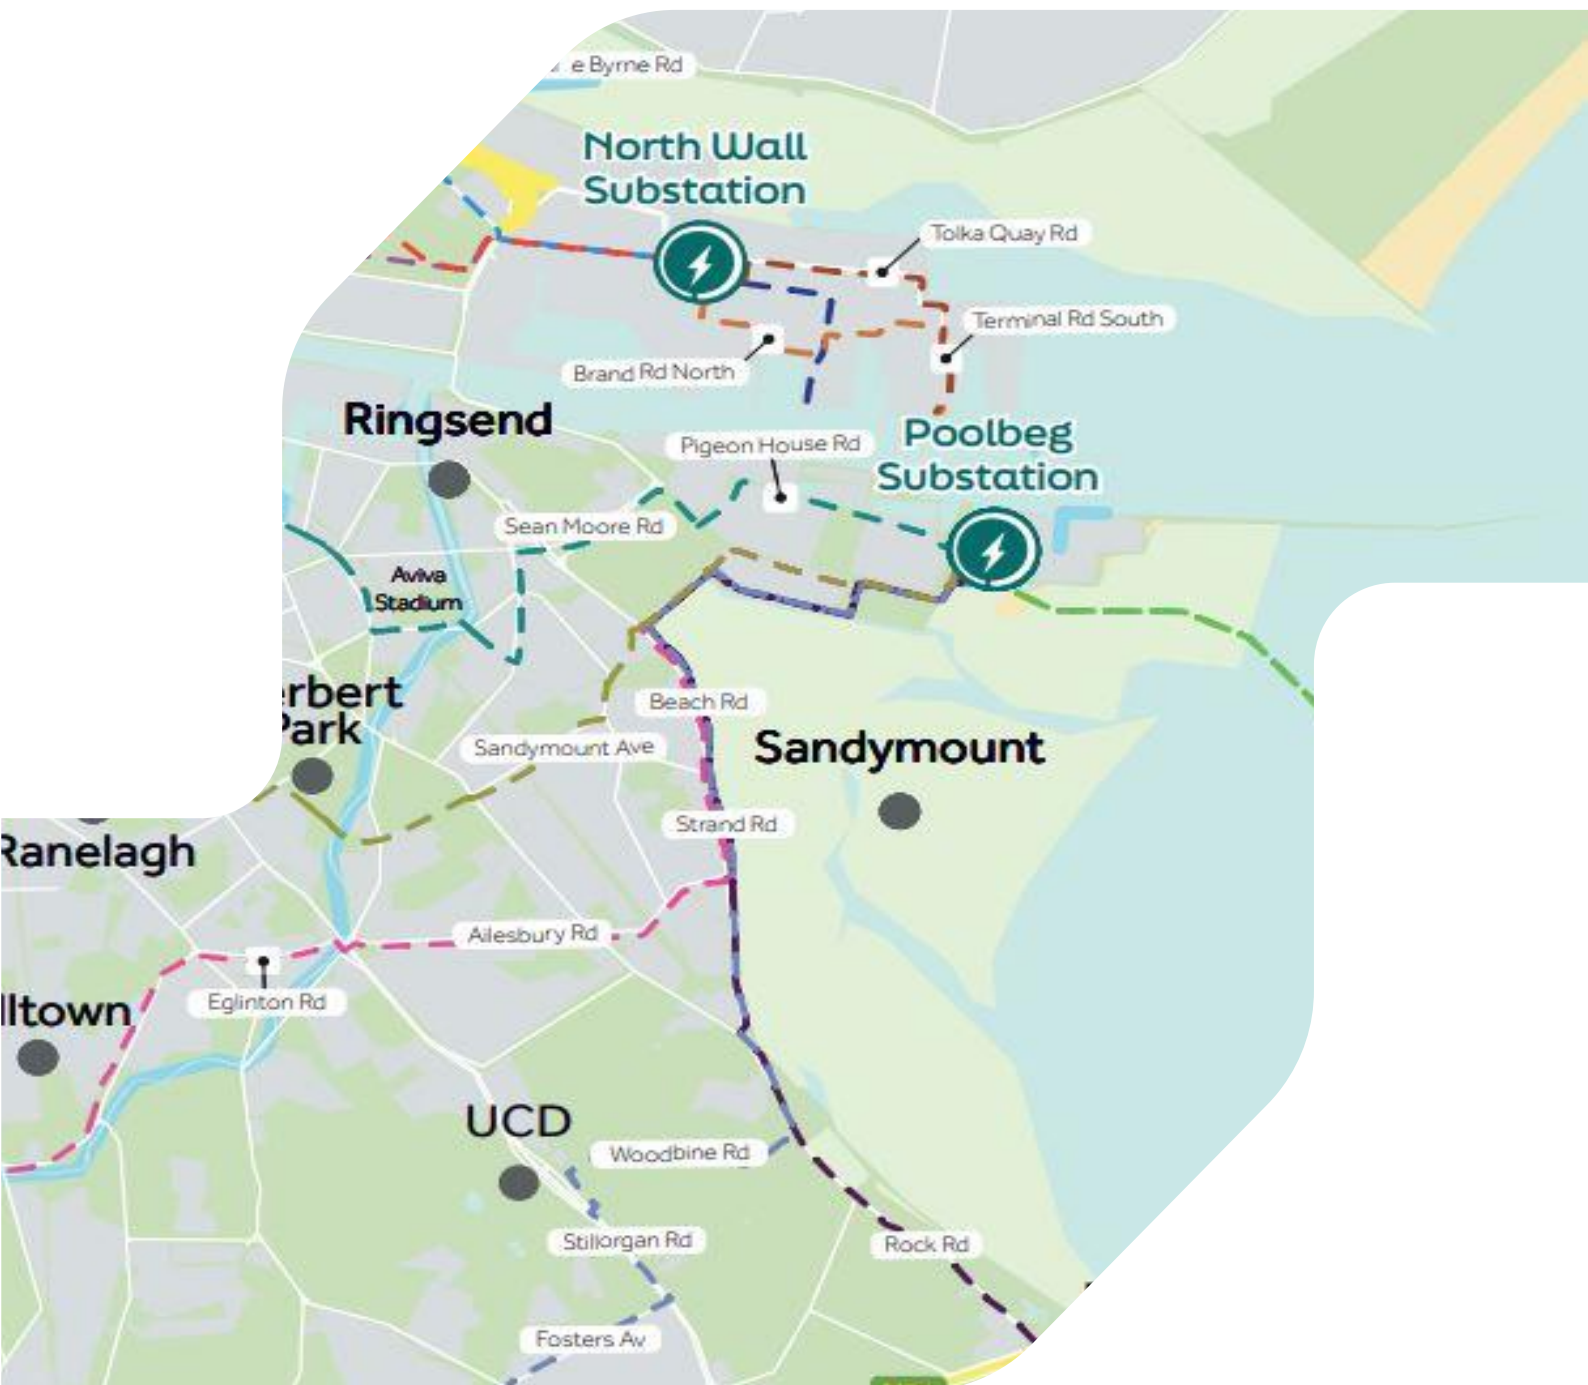 e Byrne Rd
North Wall
Substation
Tolka Quay Rd
Terminal Rd South
Brand Rd North
Ringsend
Pigeon House Rd
Poolbeg
Substation
Sean Moore Rd
Aviva
Stadium
erbert
Park
Beach Rd
Sandymount Ave
Sandymount
Strand Rd
Ranelagh
Ailesbury Rd
Eglinton Rd
lltown
UCD
Woodbine Rd
Stillorgan Rd
Rock Rd
Fosters Av